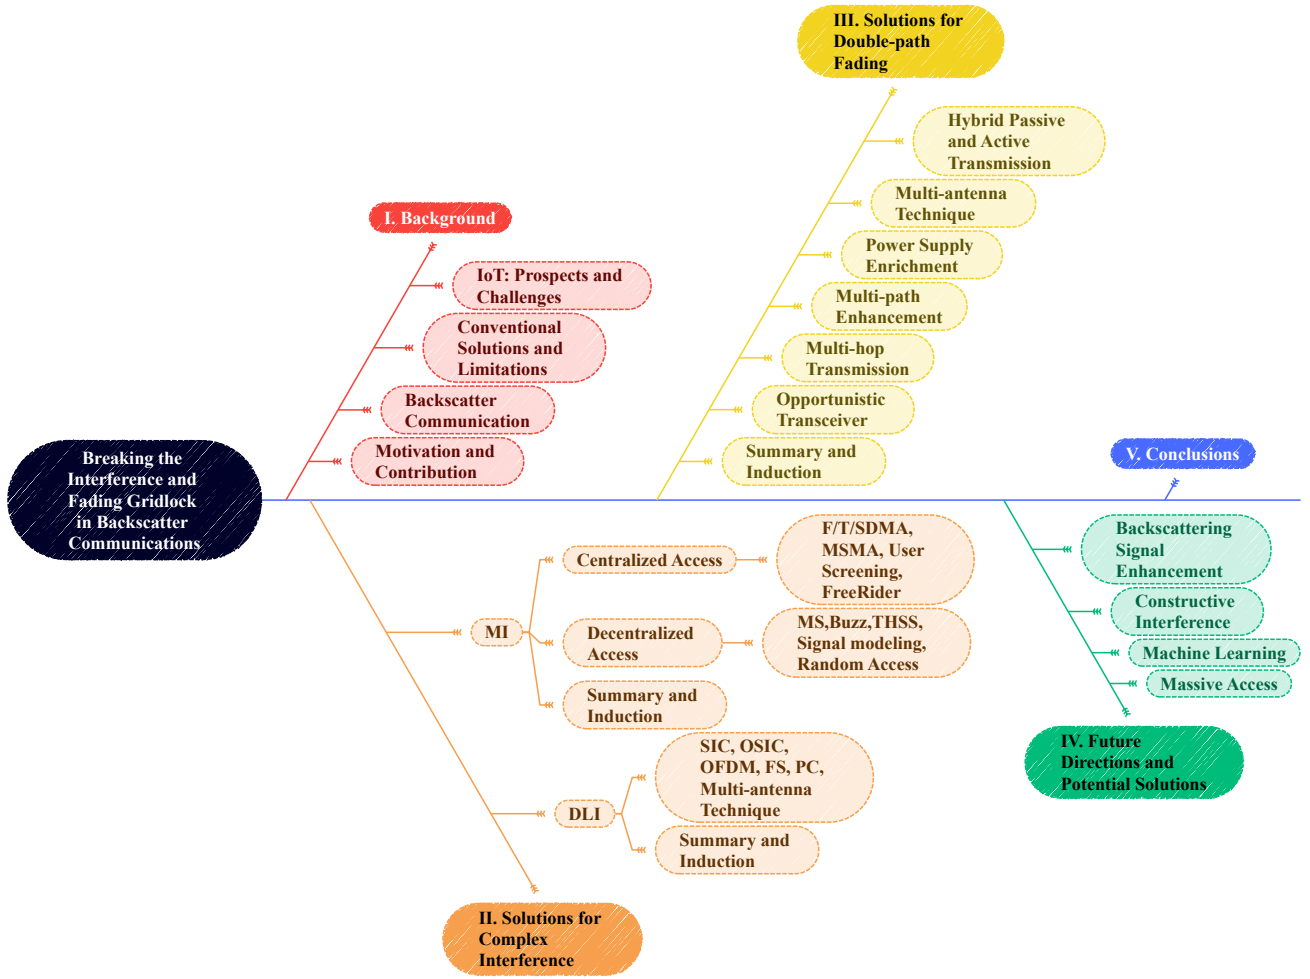 Breaking the
Interference and
Fading Gridlock
in Backscatter
Communications
I. Background
IoT: Prospects and
Challenges
Conventional
Solutions and
Limitations
Backscatter
Communication
Motivation and
Contribution
II. Solutions for
Complex
Interference
MI
Centralized Access
F/T/SDMA,
MSMA, User
Screening,
FreeRider
Decentralized
Access
MS,Buzz,THSS,
Signal modeling,
Random Access
Summary and
Induction
DLI
SIC, OSIC,
OFDM, FS, PC,
Multi-antenna
Technique
Summary and
Induction
III. Solutions for
Double-path
Fading
Hybrid Passive
and Active
Transmission
Multi-antenna
Technique
Power Supply
Enrichment
Multi-path
Enhancement
Multi-hop
Transmission
Opportunistic
Transceiver
Summary and
Induction
IV. Future
Directions and
Potential Solutions
Backscattering
Signal
Enhancement
Constructive
Interference
Machine Learning
Massive Access
V. Conclusions